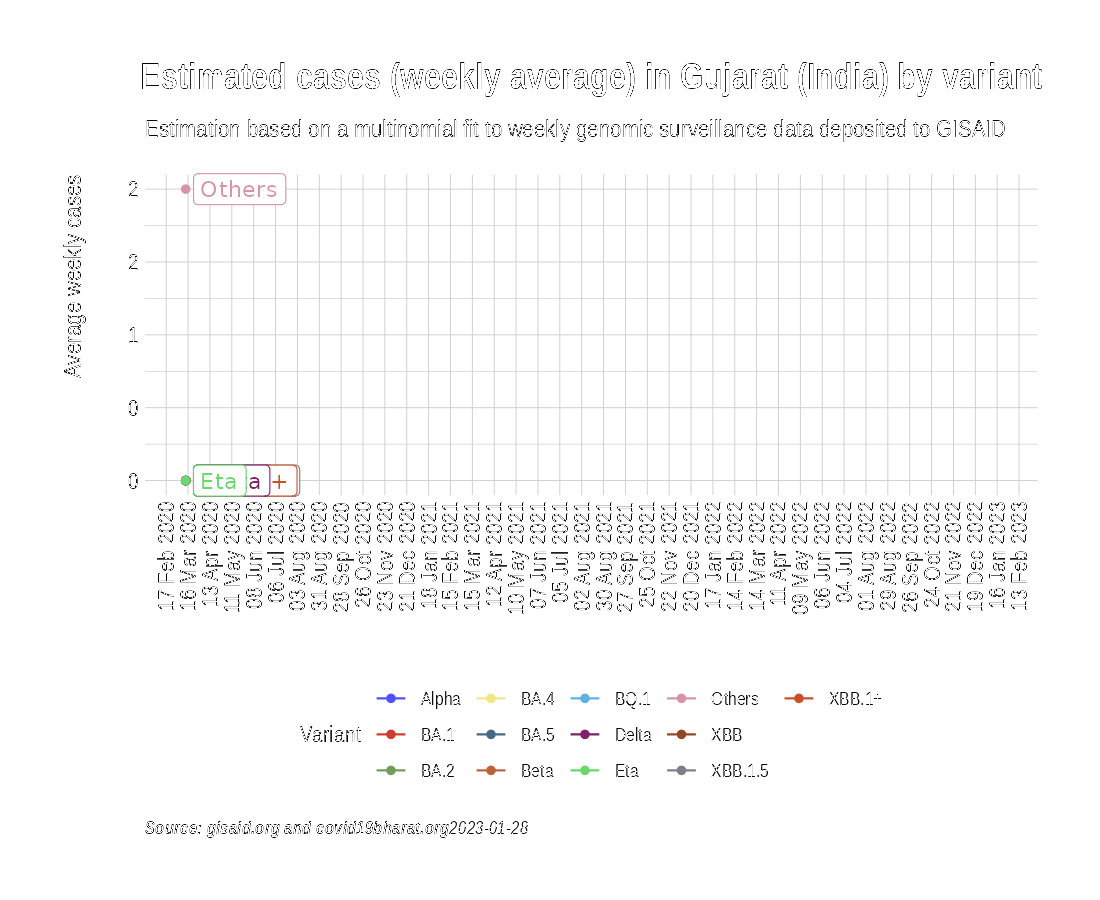 Estimated cases (weekly average) in Gujarat (India) by variant
Estimation based on a multinomial fit to weekly genomic surveillance data deposited to GISAID
Average weekly cases
2
2
1
0
0
Others
Eta
a
+
17 Feb 2020
16 Mar 2020
13 Apr 2020
11 May 2020
08 Jun 2020
06 Jul 2020
03 Aug 2020
31 Aug 2020
28 Sep 2020
26 Oct 2020
23 Nov 2020
21 Dec 2020
18 Jan 2021
15 Feb 2021
15 Mar 2021
12 Apr 2021
10 May 2021
07 Jun 2021
05 Jul 2021
02 Aug 2021
30 Aug 2021
27 Sep 2021
25 Oct 2021
22 Nov 2021
20 Dec 2021
17 Jan 2022
14 Feb 2022
14 Mar 2022
11 Apr 2022
09 May 2022
06 Jun 2022
04 Jul 2022
01 Aug 2022
29 Aug 2022
26 Sep 2022
24 Oct 2022
21 Nov 2022
19 Dec 2022
16 Jan 2023
13 Feb 2023
Variant
Alpha BA.4 BQ.1 Others XBB.1+
BA.1 BA.5 Delta XBB
BA.2 Beta Eta XBB.1.5
Source: gisaid.org and covid19bharat.org2023-01-28